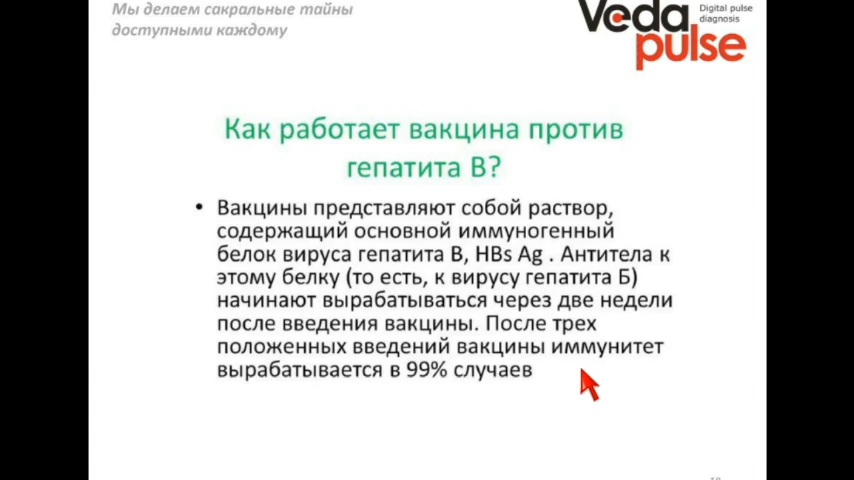 Мы делаем сакральные тайны
доступными каждому
Veda
pulse
Digital pulse
diagnosis
Как работает вакцина против
гепатита В?
• Вакцины представляют собой раствор,
содержащий основной иммуногенный
белок вируса гепатита В, HBs Ag . Антитела к
этому белку (то есть, к вирусу гепатита Б)
начинают вырабатываться через две недели
после введения вакцины. После трех
положенных введений вакцины иммунитет
вырабатывается в 99% случаев